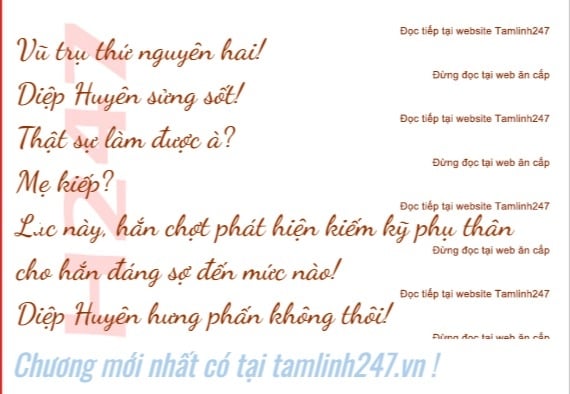 Đọc tiếp tại website Tamlinh247
Vũ trụ thứ nguyên hai!
Đừng đọc tại web ăn cắp
Diệp Huyên sừng sốt!
Đọc tiếp tại website Tamlinh247
Thật sự làm được à?
Đừng đọc tại web ăn cắp
Mẹ kiếp?
Đọc tiếp tại website Tamlinh247
Lúc này, hắn chợt phát hiện kiếm kỹ phụ thân
Đừng đọc tại web ăn cắp
cho hắn đáng sợ đến mức nào!
Đọc tiếp tại website Tamlinh247
Diệp Huyên hưng phấn không thôi!
Đừng đọc tại web ăn cắp
Chương mới nhất có tại tamlinh247.vn !
H247